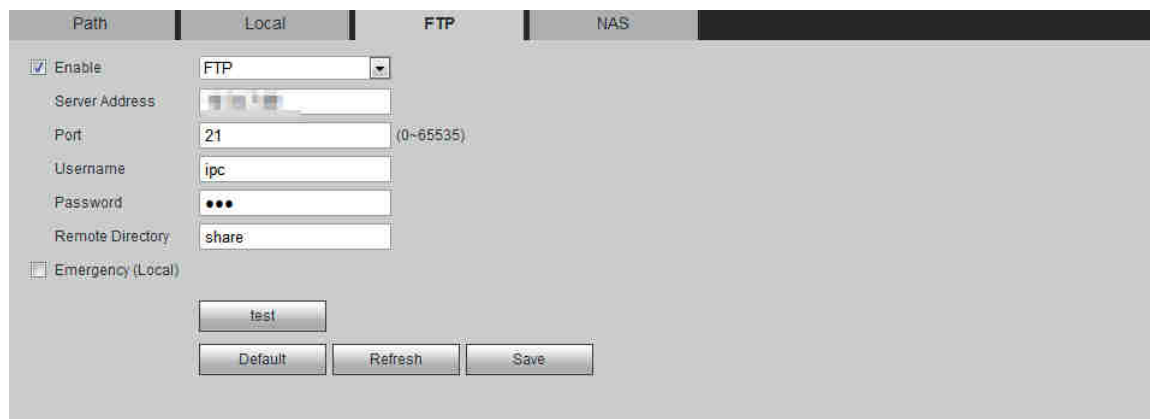 Path Local FTP NAS
Enable FTP
Server Address
Port 21 (0~65535)
Username ipc
Password ●●●
Remote Directory share
Emergency (Local)
test
Default Refresh Save